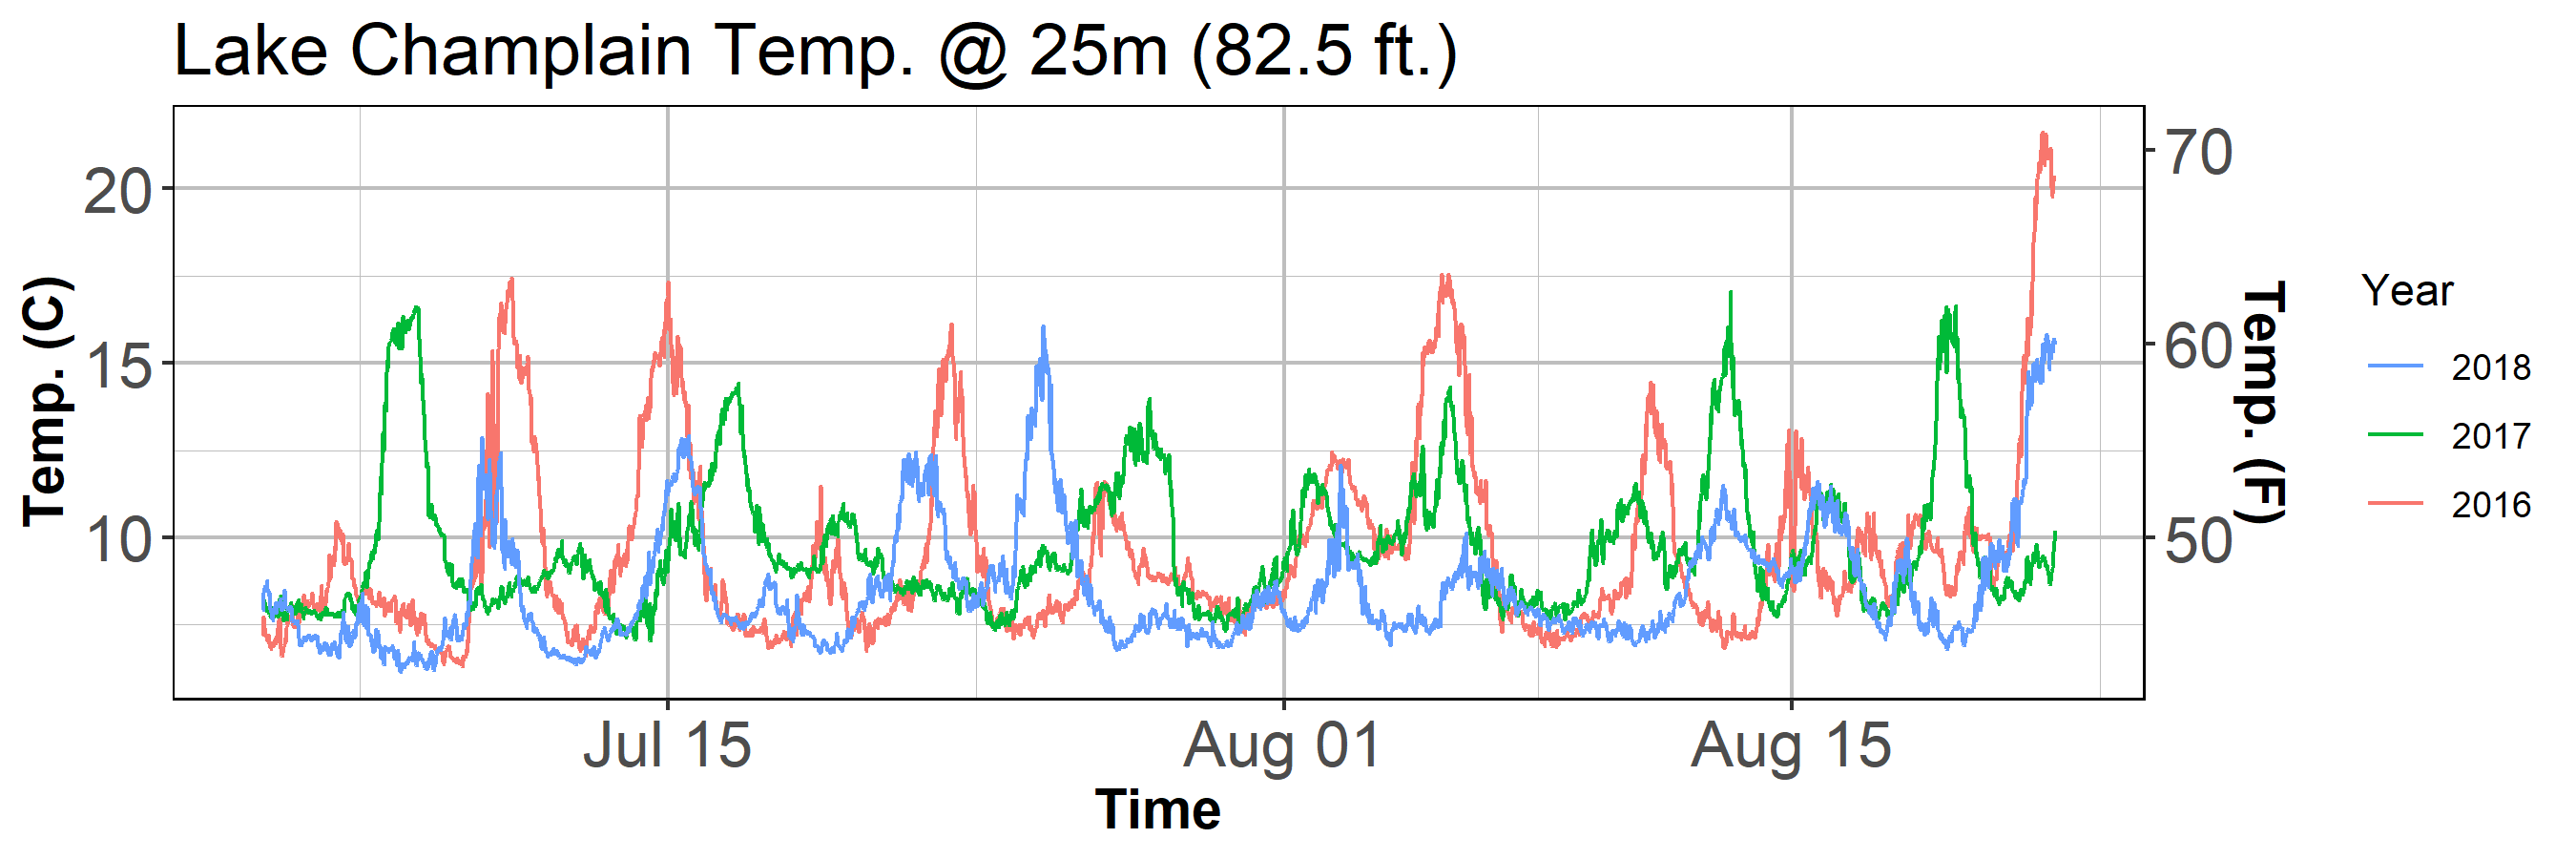 Lake Champlain Temp. @ 25m (82.5 ft.)
Temp. (C)
20
15
10
70
60
50
Temp. (F)
Jul 15
Aug 01
Aug 15
Time
Year
2018
2017
2016